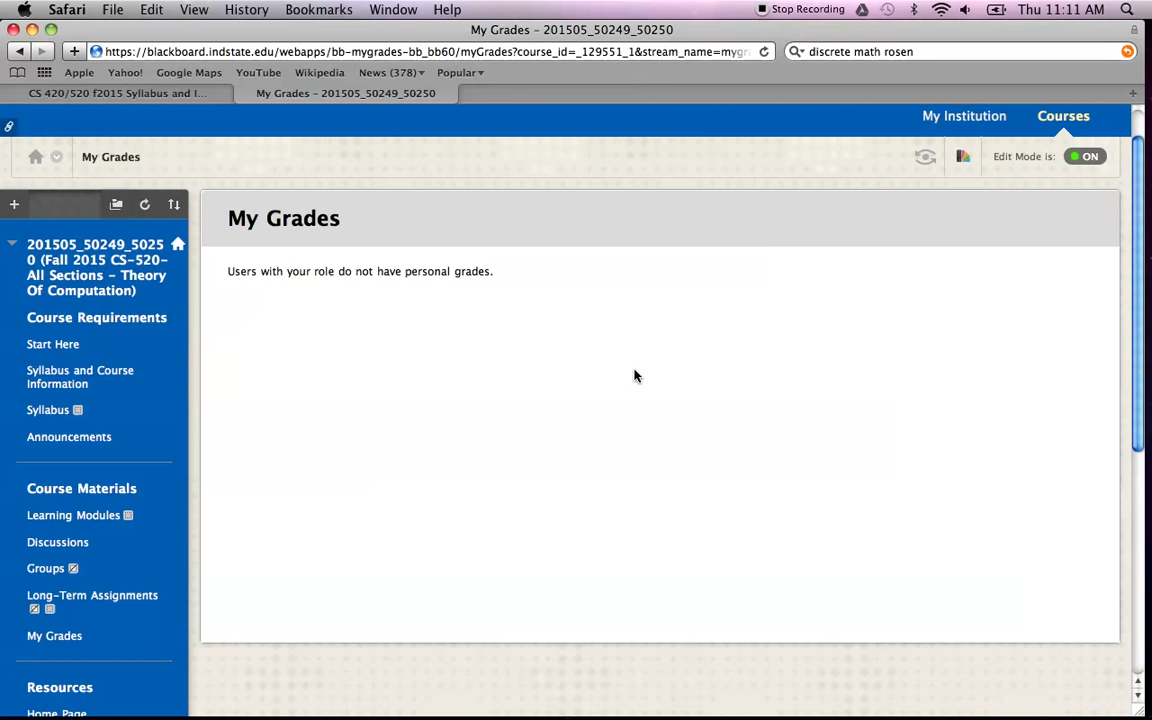 Safari File Edit View History Bookmarks Window Help Stop Recording Thu 11:11 AM
My Grades – 201505_50249_50250
https://blackboard.indstate.edu/webapps/bb-mygrades-bb_bb60/myGrades?course_id=_129551_1&stream_name=mygr
discrete math rosen
Apple Yahoo! Google Maps YouTube Wikipedia News (378) Popular
CS 420/520 f2015 Syllabus and I... My Grades – 201505_50249_50250
My Institution Courses
My Grades Edit Mode is: ON
201505_50249_5025
0 (Fall 2015 CS-520-
All Sections - Theory
Of Computation)
Course Requirements
Start Here
Syllabus and Course
Information
Syllabus
Announcements
Course Materials
Learning Modules
Discussions
Groups
Long-Term Assignments
My Grades
Resources
Home Page
My Grades
Users with your role do not have personal grades.